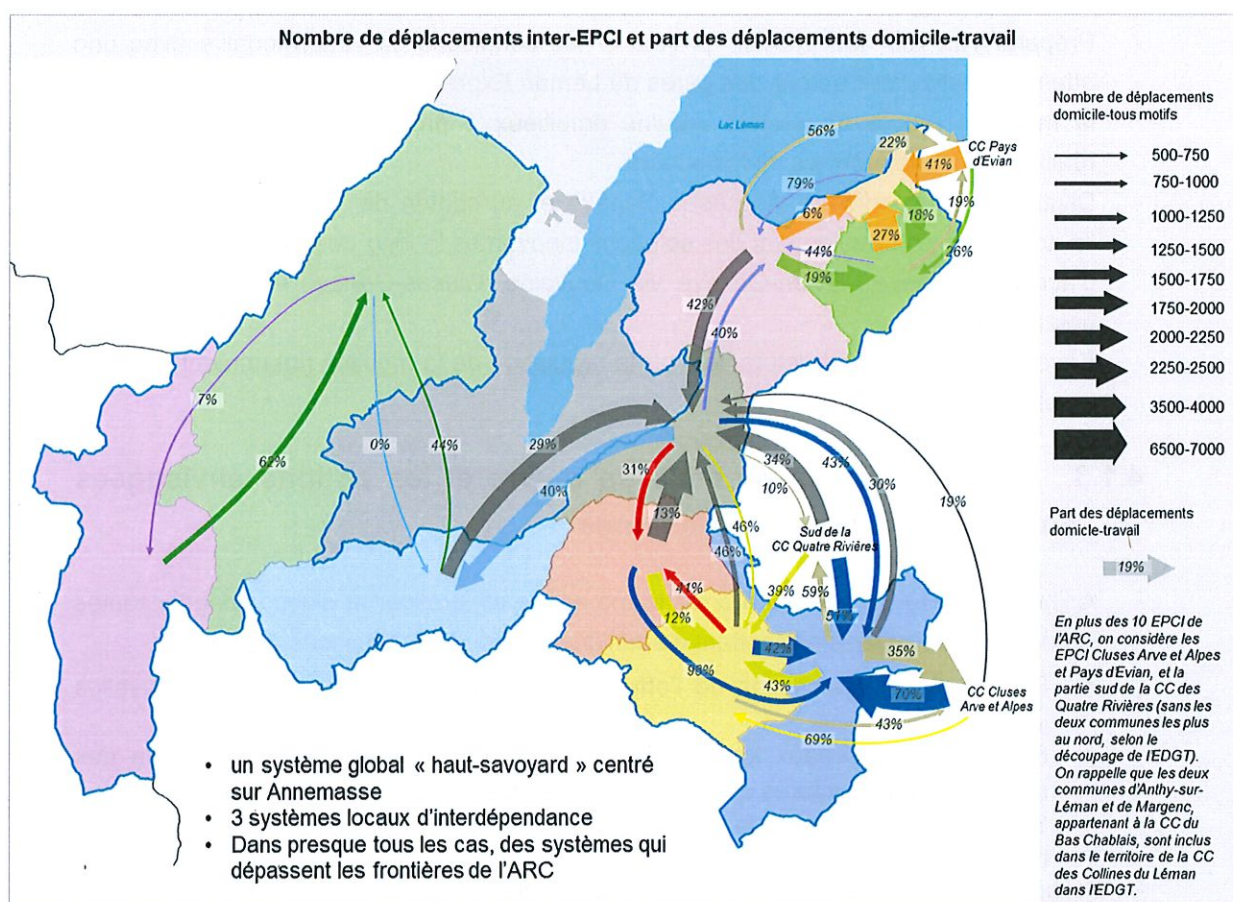 Nombre de déplacements inter-EPCI et part des déplacements domicile-travail
Lac Léman
56%
22%
CC Pays
d'Evian
41%
79%
6%
18%
19%
27%
44%
26%
19%
42%
40%
7%
62%
0%
44%
29%
40%
31%
13%
34%
10%
43%
30%
19%
46%
46%
Sud de la
CC Quatre Rivières
41%
39%
59%
51%
12%
42%
35%
90%
43%
70%
CC Cluses
Arve et Alpes
43%
69%
• un système global « haut-savoyard » centré
sur Annemasse
• 3 systèmes locaux d'interdépendance
• Dans presque tous les cas, des systèmes qui
dépassent les frontières de l'ARC
Nombre de déplacements
domicile-tous motifs
500-750
750-1000
1000-1250
1250-1500
1500-1750
1750-2000
2000-2250
2250-2500
3500-4000
6500-7000
Part des déplacements
domicle-travail
19%
En plus des 10 EPCI de
l'ARC, on considère les
EPCI Cluses Arve et Alpes
et Pays d'Evian, et la
partie sud de la CC des
Quatre Rivières (sans les
deux communes les plus
au nord, selon le
découpage de l'EDGT).
On rappelle que les deux
communes d'Anthy-sur-
Léman et de Margenc,
appartenant à la CC du
Bas Chablais, sont inclus
dans le territoire de la CC
des Collines du Léman
dans l'EDGT.